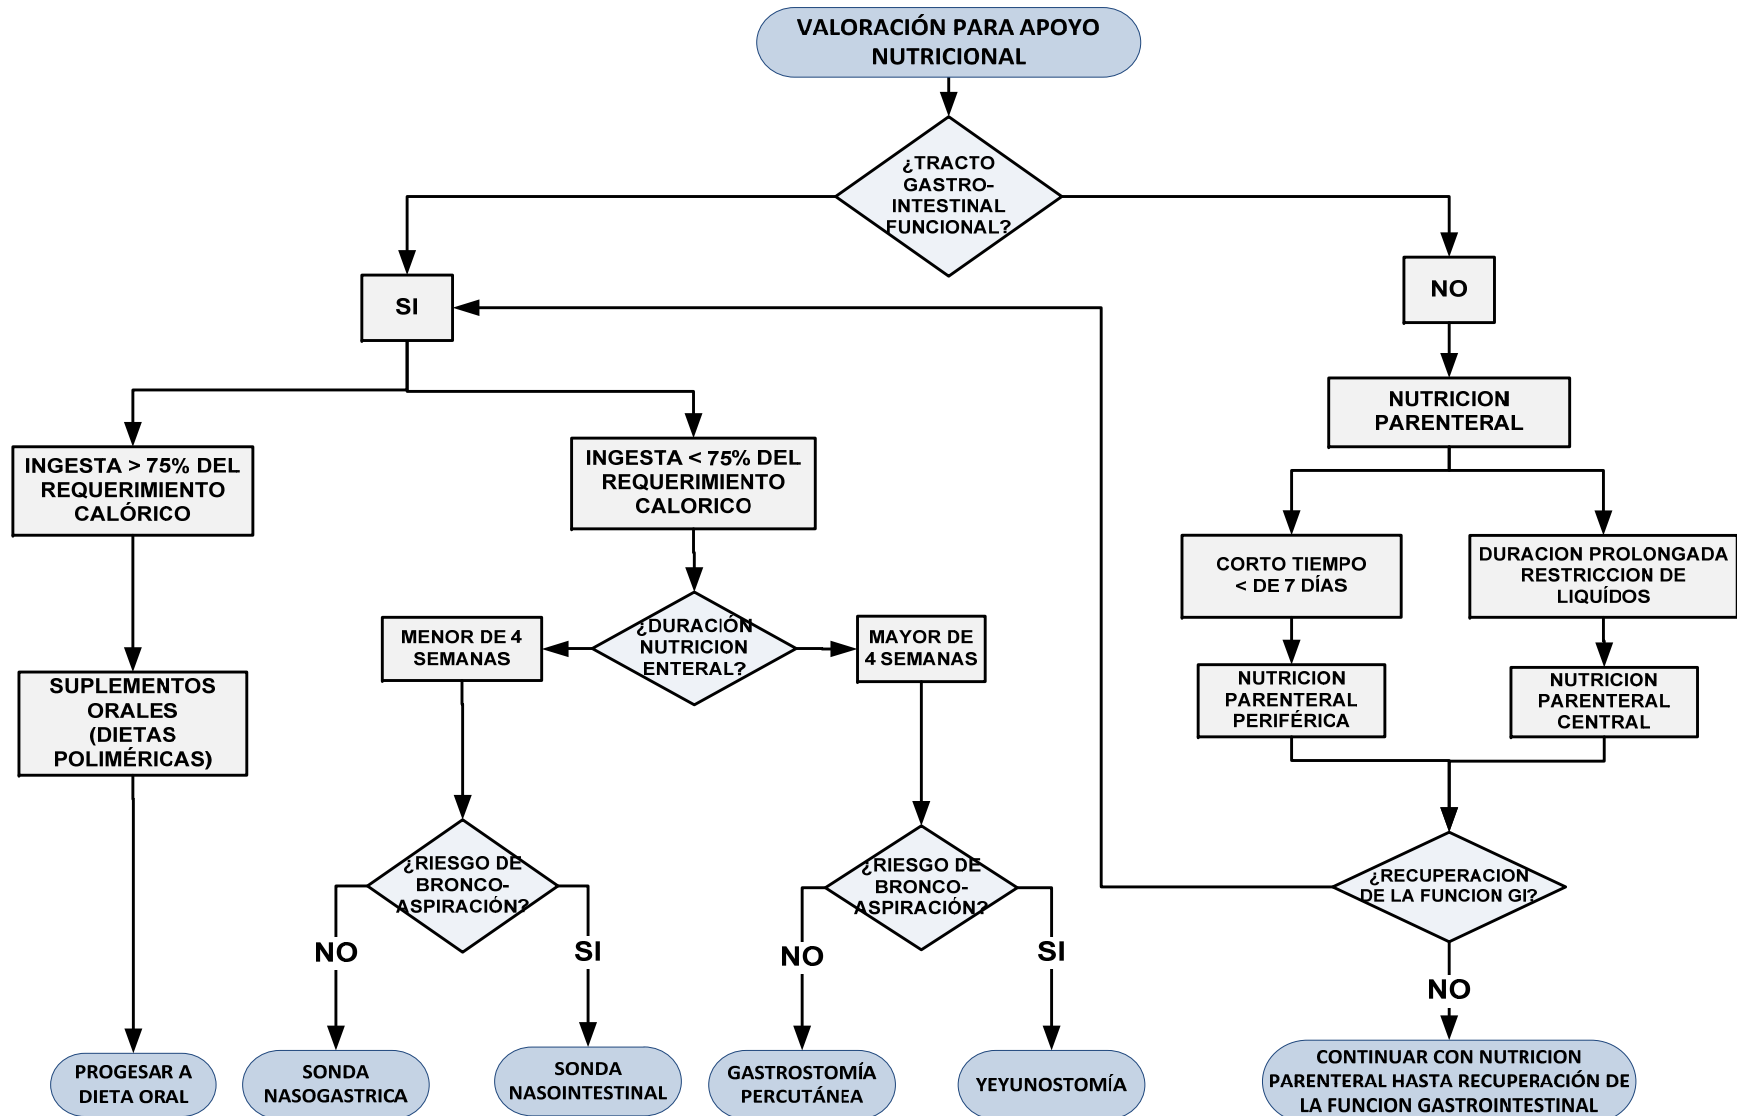 VALORACIÓN PARA APOYO
NUTRICIONAL
¿TRACTO
GASTRO-
INTESTINAL
FUNCIONAL?
SI
NO
NUTRICION
PARENTERAL
INGESTA > 75% DEL
REQUERIMIENTO
CALÓRICO
INGESTA < 75% DEL
REQUERIMIENTO
CALORICO
CORTO TIEMPO
< DE 7 DÍAS
DURACION PROLONGADA
RESTRICCION DE
LIQUÍDOS
MENOR DE 4
SEMANAS
¿DURACIÓN
NUTRICION
ENTERAL?
MAYOR DE
4 SEMANAS
SUPLEMENTOS
ORALES
(DIETAS
POLIMÉRICAS)
NUTRICION
PARENTERAL
PERIFÉRICA
NUTRICION
PARENTERAL
CENTRAL
¿RIESGO DE
BRONCO-
ASPIRACIÓN?
¿RIESGO DE
BRONCO-
ASPIRACIÓN?
¿RECUPERACION
DE LA FUNCION GI?
NO
SI
NO
SI
NO
PROGESAR A
DIETA ORAL
SONDA
NASOGASTRICA
SONDA
NASOINTESTINAL
GASTROSTOMÍA
PERCUTÁNEA
YEYUNOSTOMÍA
CONTINUAR CON NUTRICION
PARENTERAL HASTA RECUPERACIÓN DE
LA FUNCION GASTROINTESTINAL